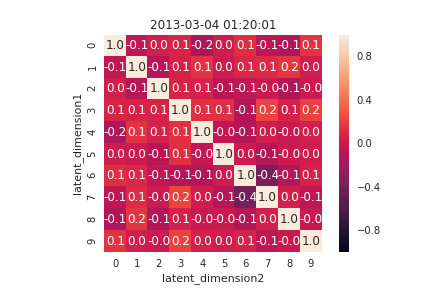 2013-03-04 01:20:01
0 1.0 -0.1 0.0 0.1 -0.2 0.0 0.1 -0.1 -0.1 0.1
1 -0.1 1.0 -0.1 0.1 0.1 0.0 0.1 0.1 0.2 0.0
2 0.0 -0.1 1.0 0.1 0.1 -0.1 -0.1 -0.0 -0.1 -0.0
3 0.1 0.1 0.1 1.0 0.1 0.1 -0.1 0.2 0.1 0.2
4 -0.2 0.1 0.1 0.1 1.0 -0.0 -0.1 0.0 -0.0 0.0
5 0.0 0.0 -0.1 0.1 -0.0 1.0 0.0 -0.1 -0.0 0.0
6 0.1 0.1 -0.1 -0.1 -0.1 0.0 1.0 -0.4 -0.1 0.1
7 -0.1 0.1 -0.0 0.2 0.0 -0.1 -0.4 1.0 0.0 -0.1
8 -0.1 0.2 -0.1 0.1 -0.0 -0.0 -0.1 0.0 1.0 -0.0
9 0.1 0.0 -0.0 0.2 0.0 0.0 0.1 -0.1 -0.0 1.0
0 1 2 3 4 5 6 7 8 9
latent_dimension2
latent_dimension1
0.8
0.4
0.0
−0.4
−0.8